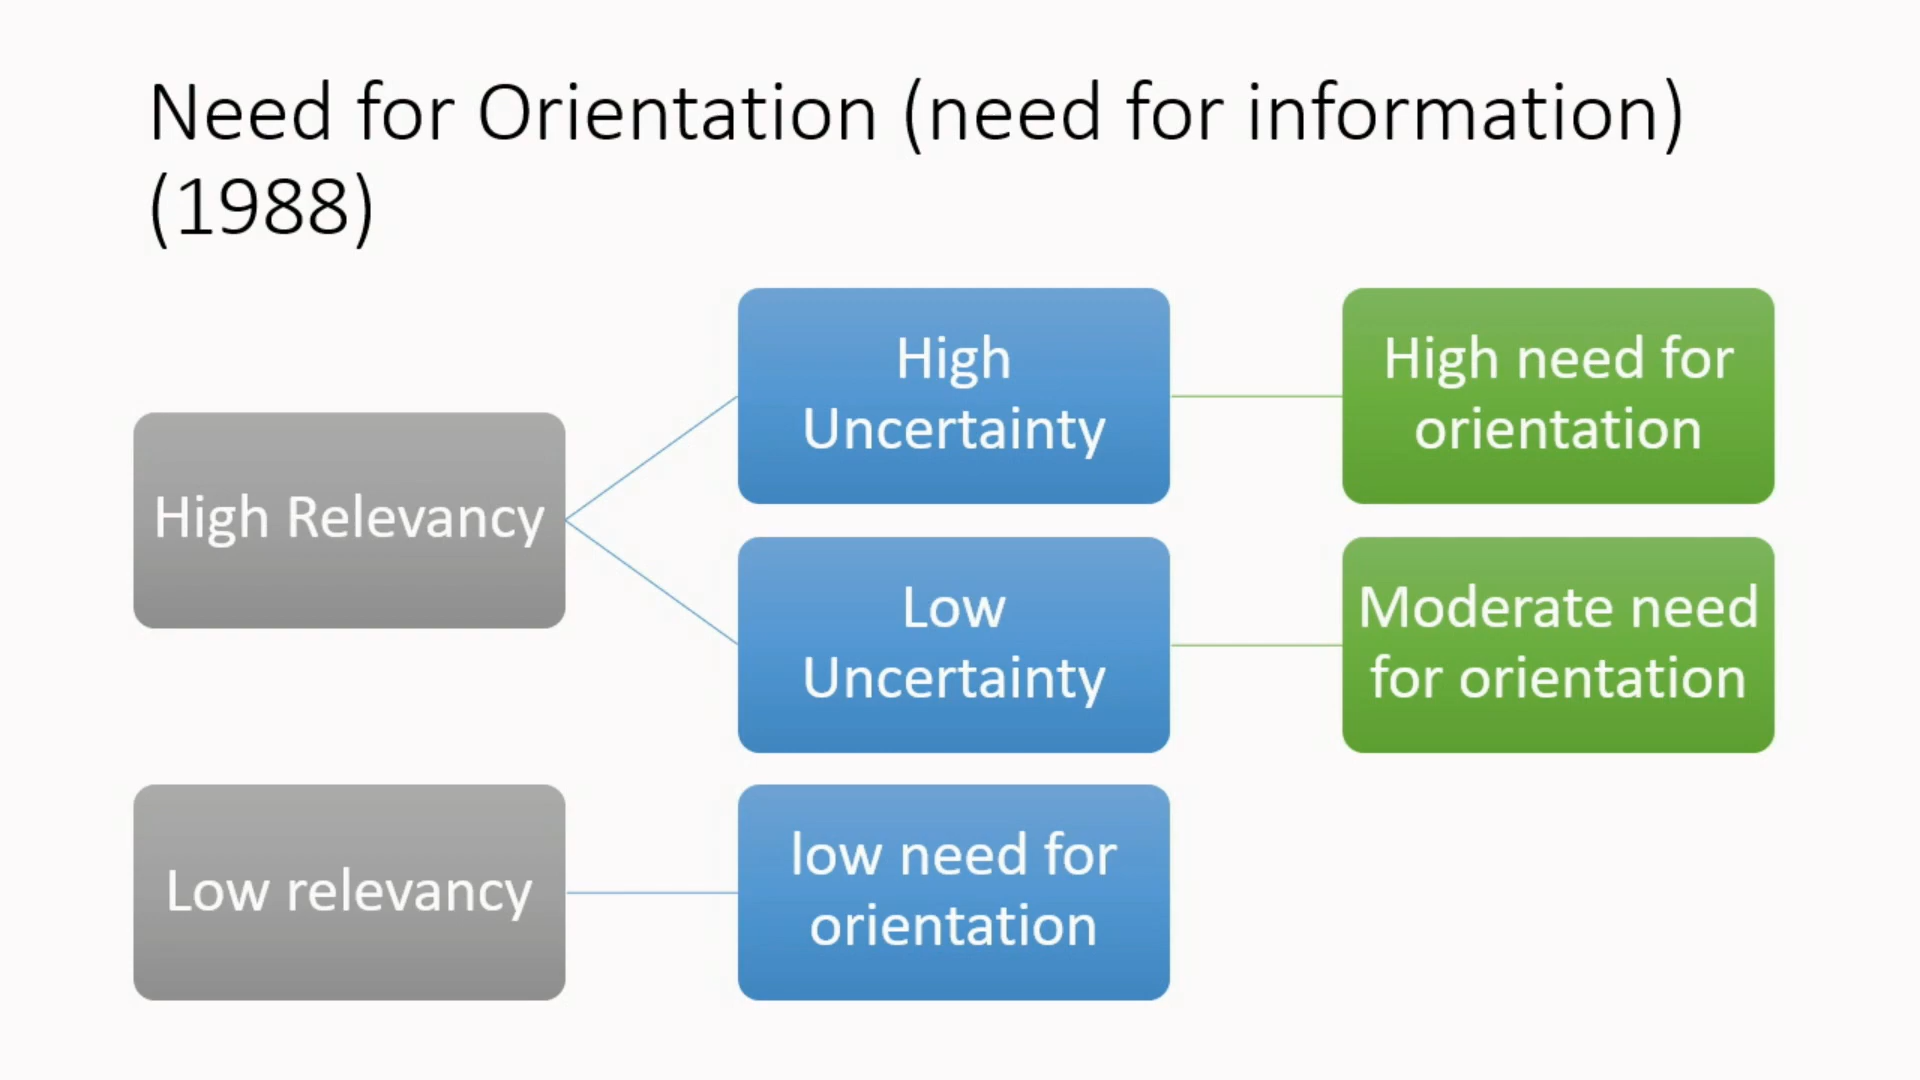 Need for Orientation (need for information)
(1988)
High Relevancy
High
Uncertainty
High need for
orientation
Low
Uncertainty
Moderate need
for orientation
Low relevancy
low need for
orientation